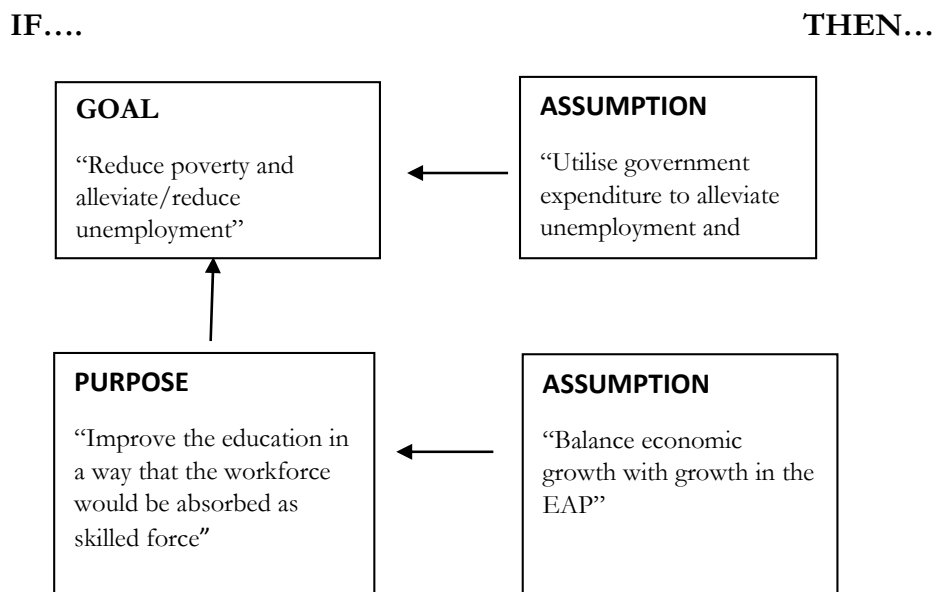 IF…. THEN…
GOAL
“Reduce poverty and
alleviate/reduce
unemployment”
ASSUMPTION
“Utilise government
expenditure to alleviate
unemployment and
PURPOSE
“Improve the education in
a way that the workforce
would be absorbed as
skilled force”
ASSUMPTION
“Balance economic
growth with growth in the
EAP”